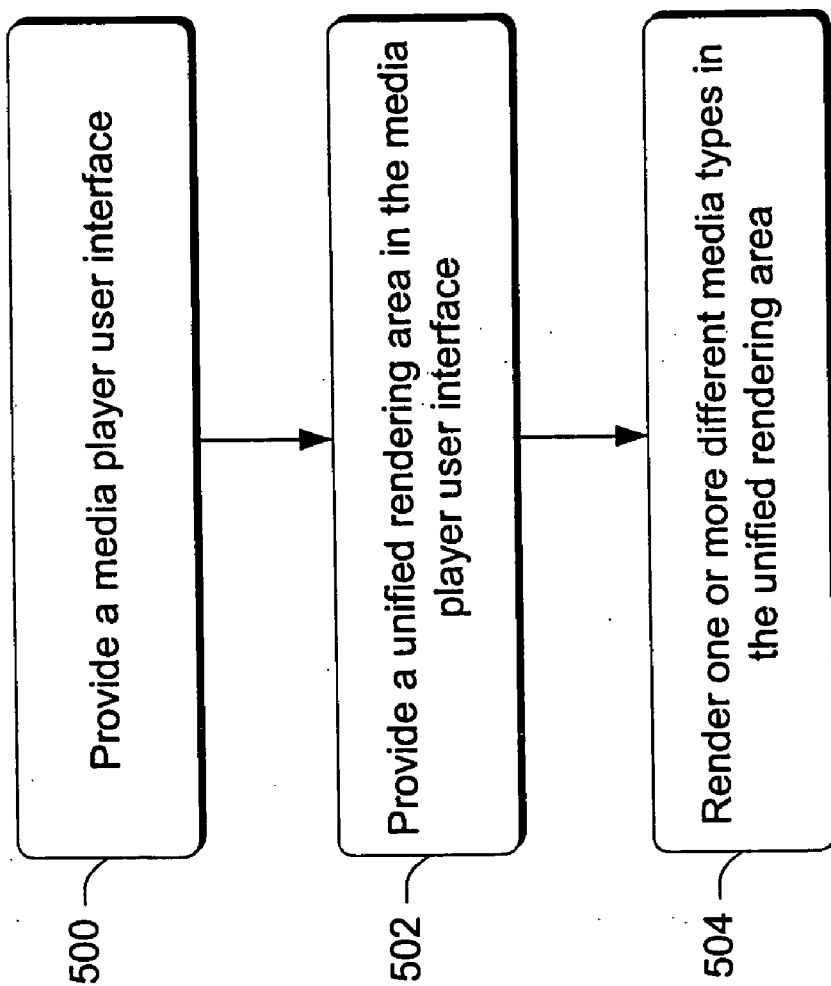 500
Provide a media player user interface
502
Provide a unified rendering area in the media
player user interface
504
Render one or more different media types in
the unified rendering area